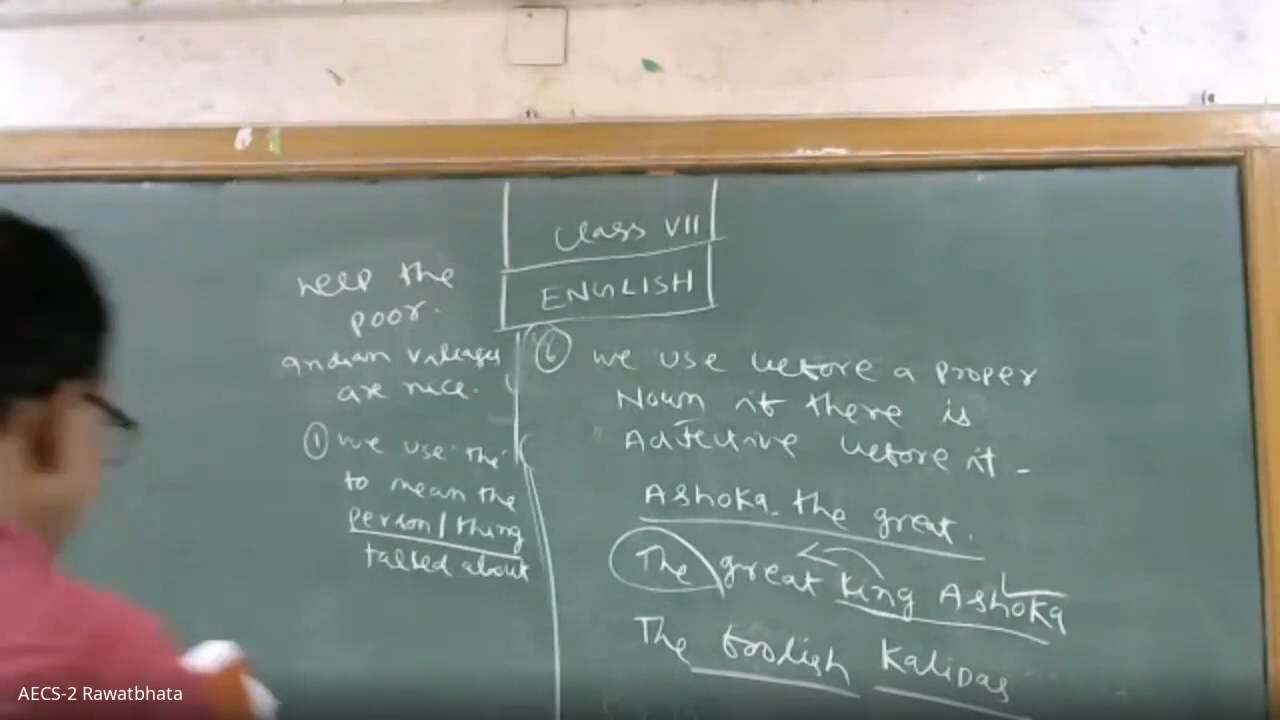 Class VII
ENGLISH
Help the
poor.
Indian villages
are nice.
① We use "the"
to mean the
person/thing
talked about
⑥ We use before a proper
Noun if there is
Adjective before it -
Ashoka the great.
The great king Ashoka
The foolish Kalidas
AECS-2 Rawatbhata